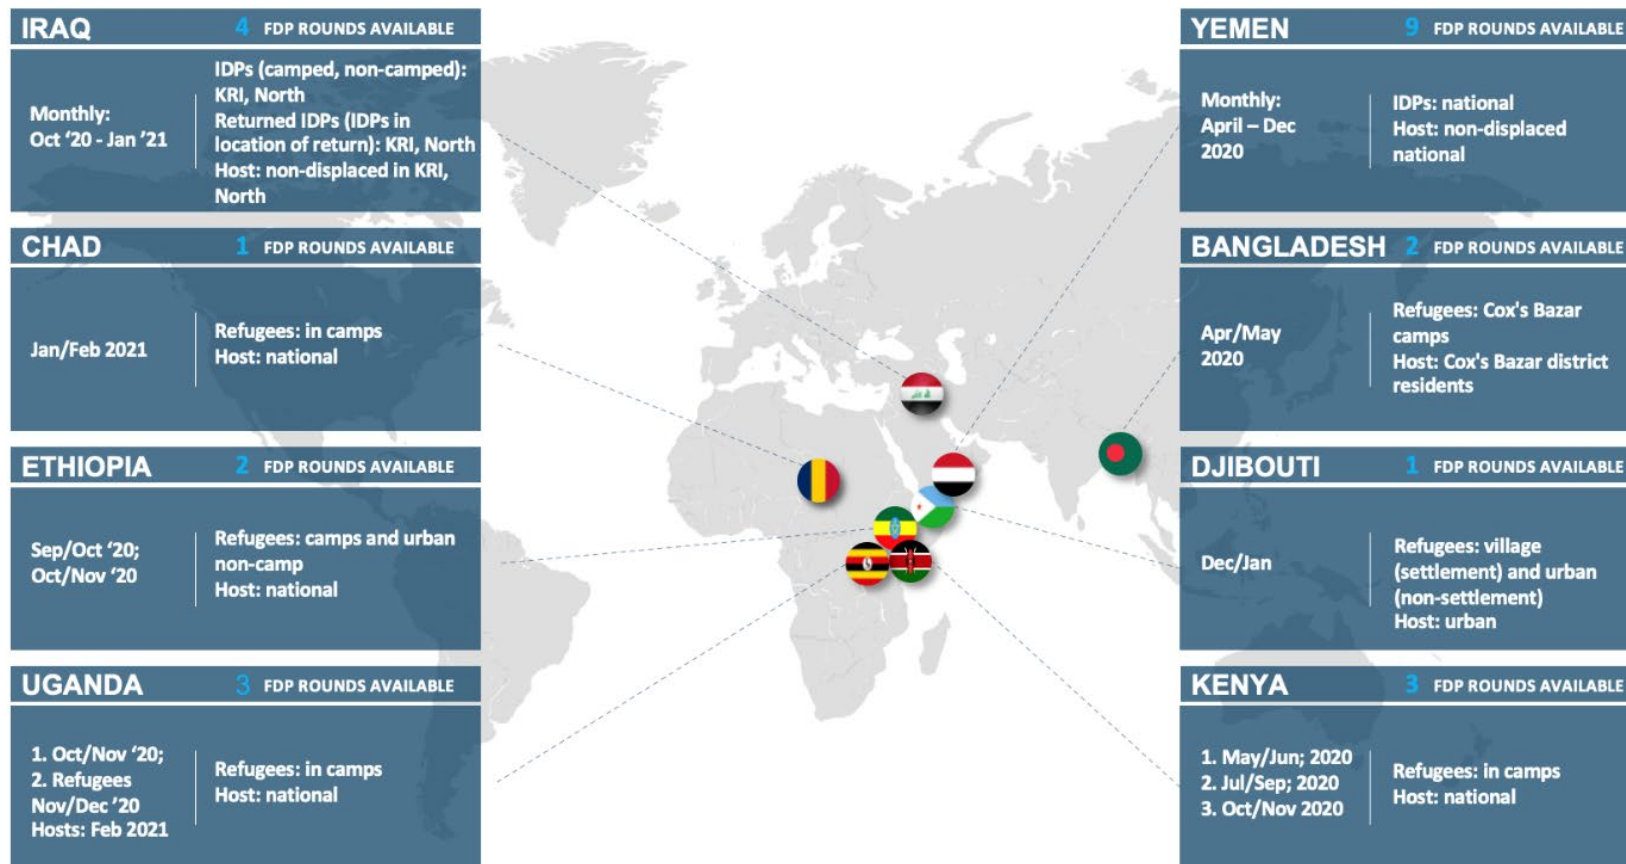 IRAQ 4 FDP ROUNDS AVAILABLE
Monthly:
Oct ‘20 - Jan ’21
IDPs (camped, non-camped):
KRI, North
Returned IDPs (IDPs in
location of return): KRI, North
Host: non-displaced in KRI,
North
CHAD 1 FDP ROUNDS AVAILABLE
Jan/Feb 2021
Refugees: in camps
Host: national
ETHIOPIA 2 FDP ROUNDS AVAILABLE
Sep/Oct ‘20;
Oct/Nov ‘20
Refugees: camps and urban
non-camp
Host: national
UGANDA 3 FDP ROUNDS AVAILABLE
1. Oct/Nov ‘20;
2. Refugees
Nov/Dec ’20
Hosts: Feb 2021
Refugees: in camps
Host: national
YEMEN 9 FDP ROUNDS AVAILABLE
Monthly:
April – Dec
2020
IDPs: national
Host: non-displaced
national
BANGLADESH 2 FDP ROUNDS AVAILABLE
Apr/May
2020
Refugees: Cox's Bazar
camps
Host: Cox's Bazar district
residents
DJIBOUTI 1 FDP ROUNDS AVAILABLE
Dec/Jan
Refugees: village
(settlement) and urban
(non-settlement)
Host: urban
KENYA 3 FDP ROUNDS AVAILABLE
1. May/Jun; 2020
2. Jul/Sep; 2020
3. Oct/Nov 2020
Refugees: in camps
Host: national